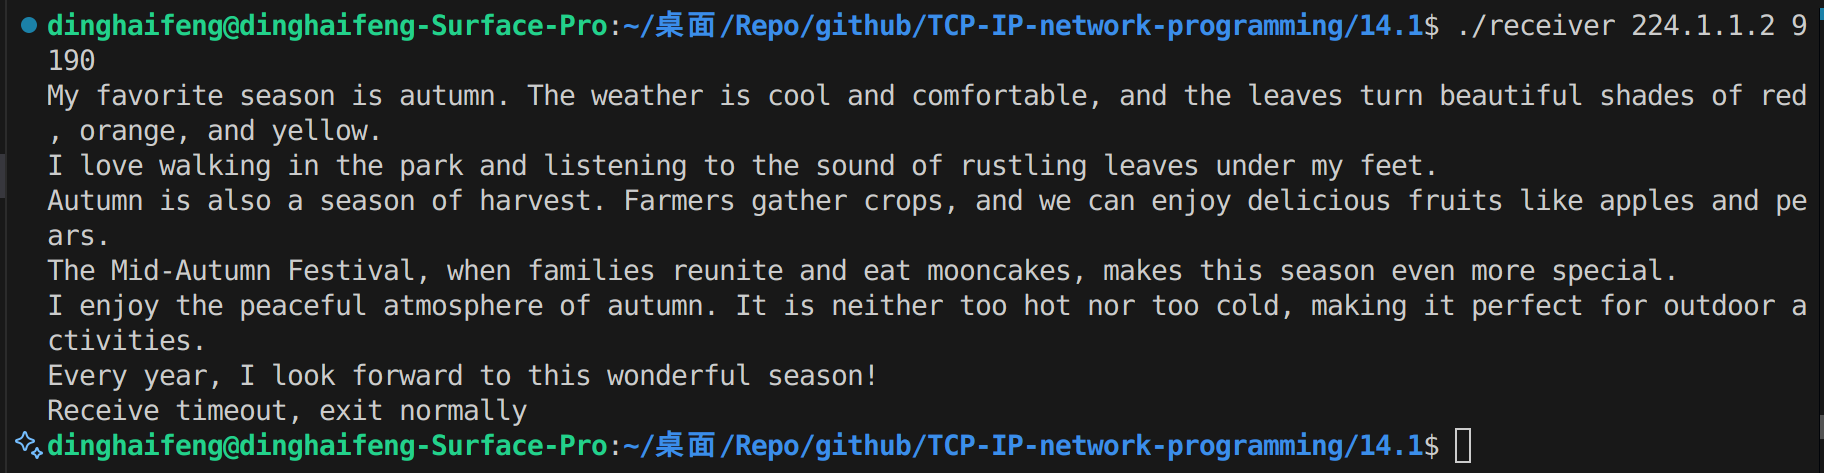 dinghaifeng@dinghaifeng-Surface-Pro:~/桌面/Repo/github/TCP-IP-network-programming/14.1$ ./receiver 224.1.1.2 9
190
My favorite season is autumn. The weather is cool and comfortable, and the leaves turn beautiful shades of red
, orange, and yellow.
I love walking in the park and listening to the sound of rustling leaves under my feet.
Autumn is also a season of harvest. Farmers gather crops, and we can enjoy delicious fruits like apples and pe
ars.
The Mid-Autumn Festival, when families reunite and eat mooncakes, makes this season even more special.
I enjoy the peaceful atmosphere of autumn. It is neither too hot nor too cold, making it perfect for outdoor a
ctivities.
Every year, I look forward to this wonderful season!
Receive timeout, exit normally
dinghaifeng@dinghaifeng-Surface-Pro:~/桌面/Repo/github/TCP-IP-network-programming/14.1$